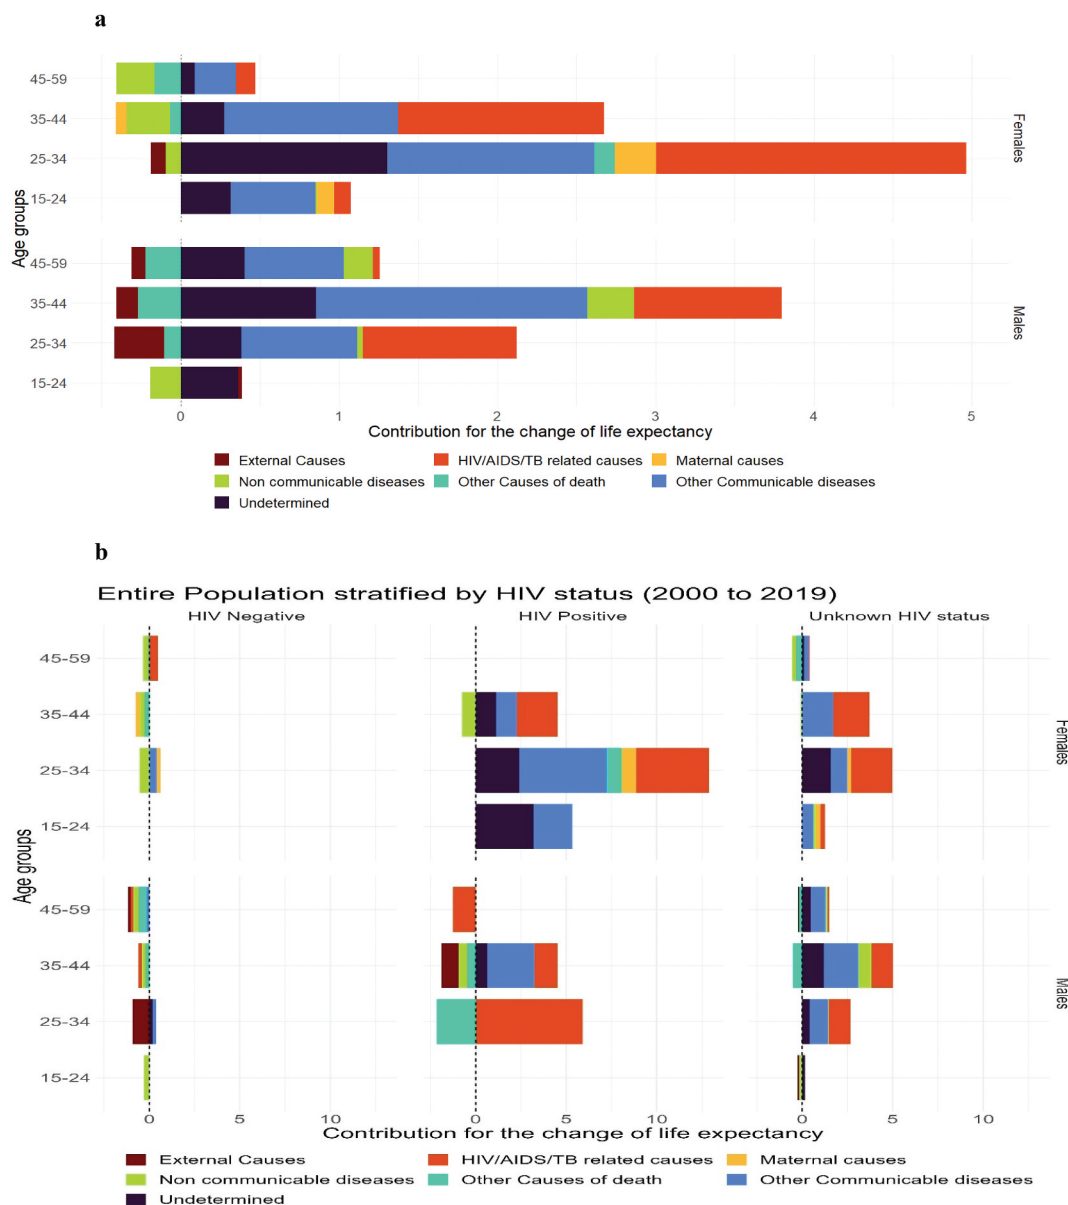 a
45-59
35-44
25-34
15-24
Females
45-59
35-44
25-34
15-24
Males
Age groups
0 1 2 3 4 5
Contribution for the change of life expectancy
External Causes HIV/AIDS/TB related causes Maternal causes
Non communicable diseases Other Causes of death Other Communicable diseases
Undetermined
b
Entire Population stratified by HIV status (2000 to 2019)
HIV Negative HIV Positive Unknown HIV status
45-59
35-44
25-34
15-24
Females
45-59
35-44
25-34
15-24
Males
Age groups
0 5 10 0 5 10 0 5 10
Contribution for the change of life expectancy
External Causes HIV/AIDS/TB related causes Maternal causes
Non communicable diseases Other Causes of death Other Communicable diseases
Undetermined